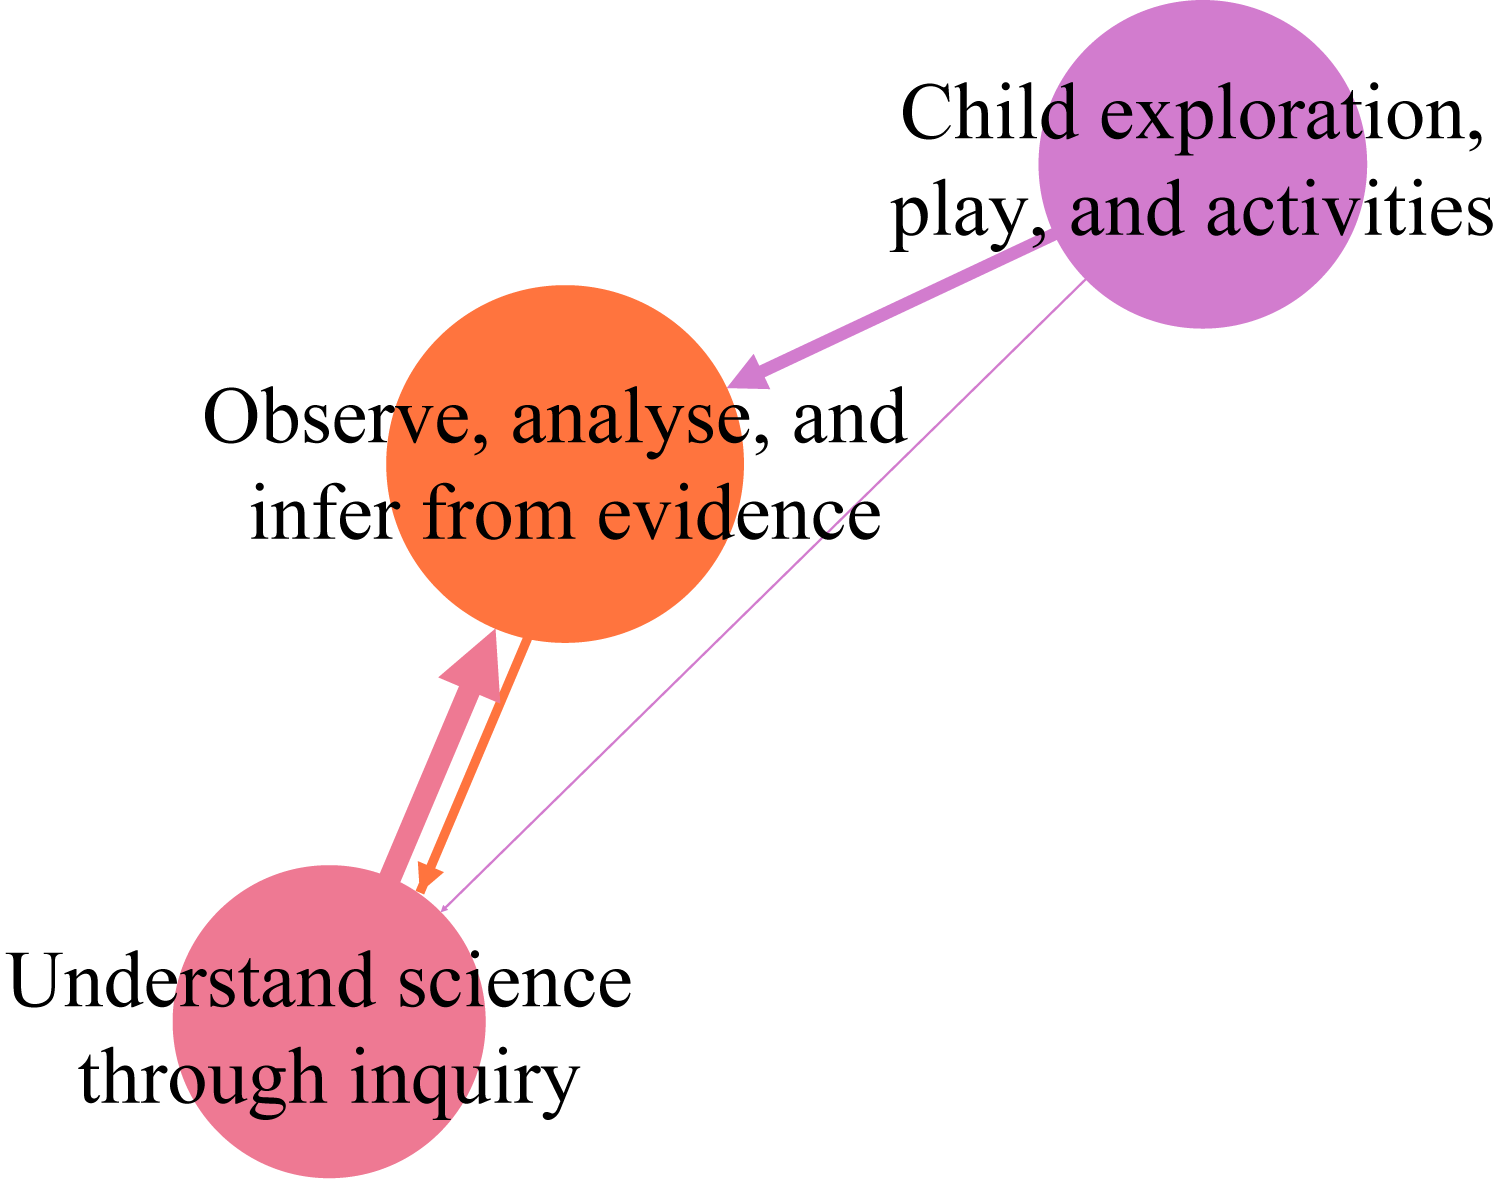 Child exploration,
play, and activities
Observe, analyse, and
infer from evidence
Understand science
through inquiry